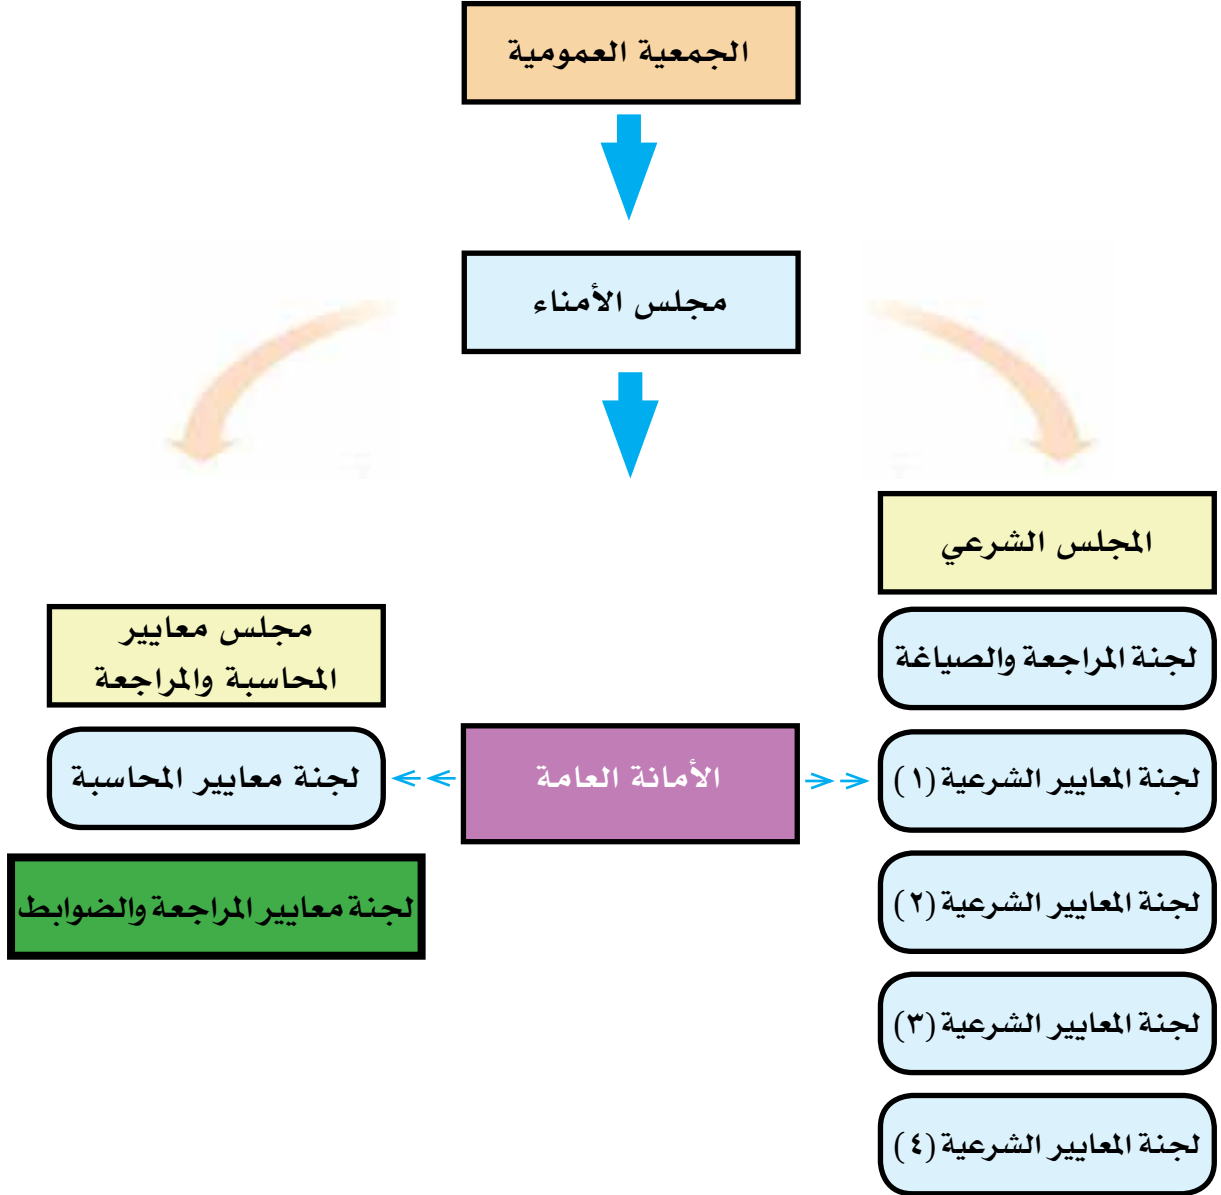 الجمعية العمومية
مجلس الأمناء
المجلس الشرعي
لجنة المراجعة والصياغة
لجنة المعايير الشرعية (١)
لجنة المعايير الشرعية (٢)
لجنة المعايير الشرعية (٣)
لجنة المعايير الشرعية (٤)
الأمانة العامة
مجلس معايير
المحاسبة والمراجعة
لجنة معايير المحاسبة
لجنة معايير المراجعة والضوابط